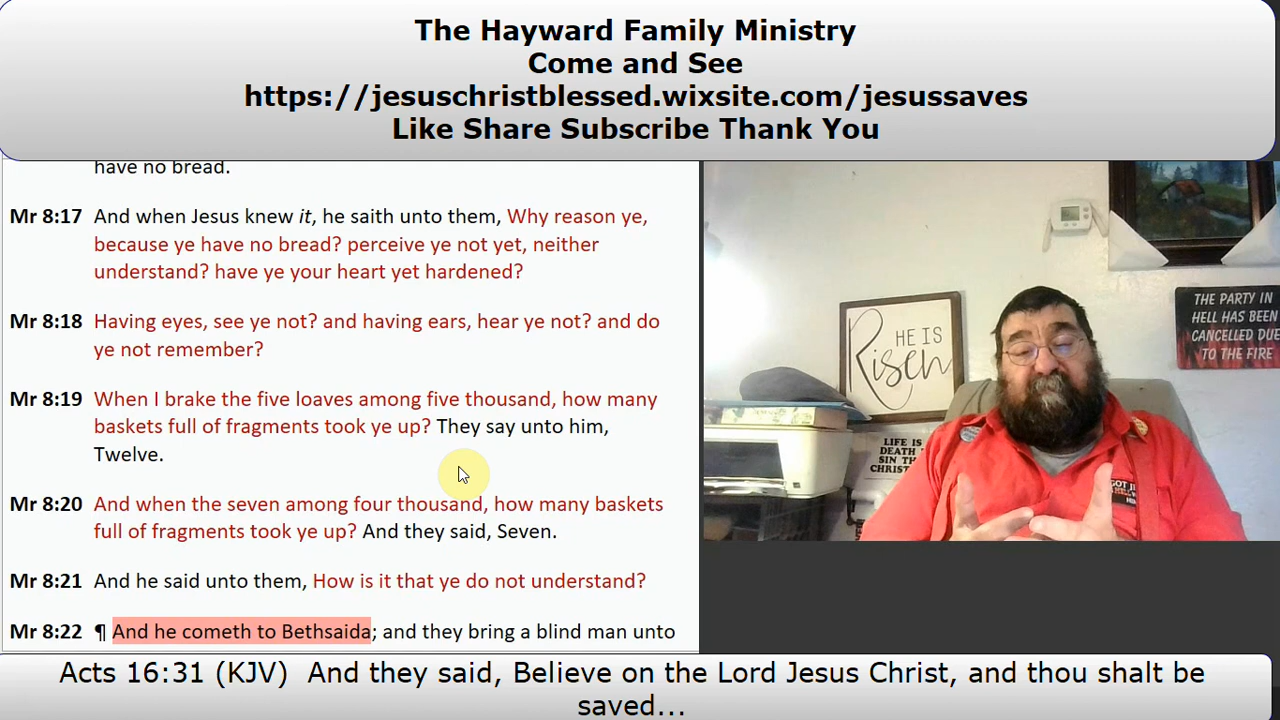 The Hayward Family Ministry
Come and See
https://jesuschristblessed.wixsite.com/jesussaves
Like Share Subscribe Thank You
have no bread.
Mr 8:17 And when Jesus knew it, he saith unto them, Why reason ye,
because ye have no bread? perceive ye not yet, neither
understand? have ye your heart yet hardened?
Mr 8:18 Having eyes, see ye not? and having ears, hear ye not? and do
ye not remember?
Mr 8:19 When I brake the five loaves among five thousand, how many
baskets full of fragments took ye up? They say unto him,
Twelve.
Mr 8:20 And when the seven among four thousand, how many baskets
full of fragments took ye up? And they said, Seven.
Mr 8:21 And he said unto them, How is it that ye do not understand?
Mr 8:22 ¶ And he cometh to Bethsaida; and they bring a blind man unto
HE IS
Risen
THE PARTY IN
HELL HAS BEEN
CANCELLED DUE
TO THE FIRE
LIFE IS
DEATH
SIN TH
CHRIST
GOT
Acts 16:31 (KJV) And they said, Believe on the Lord Jesus Christ, and thou shalt be
saved...